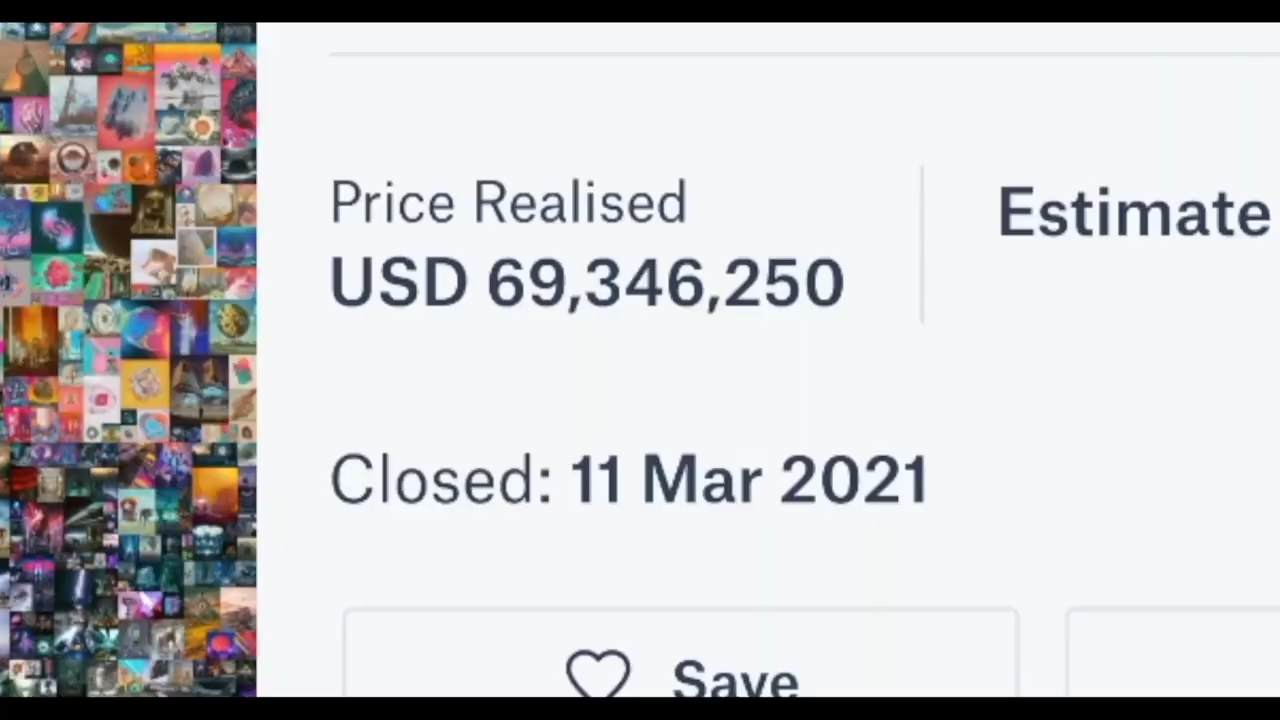 Price Realised
USD 69,346,250
Estimate
Closed: 11 Mar 2021
Save